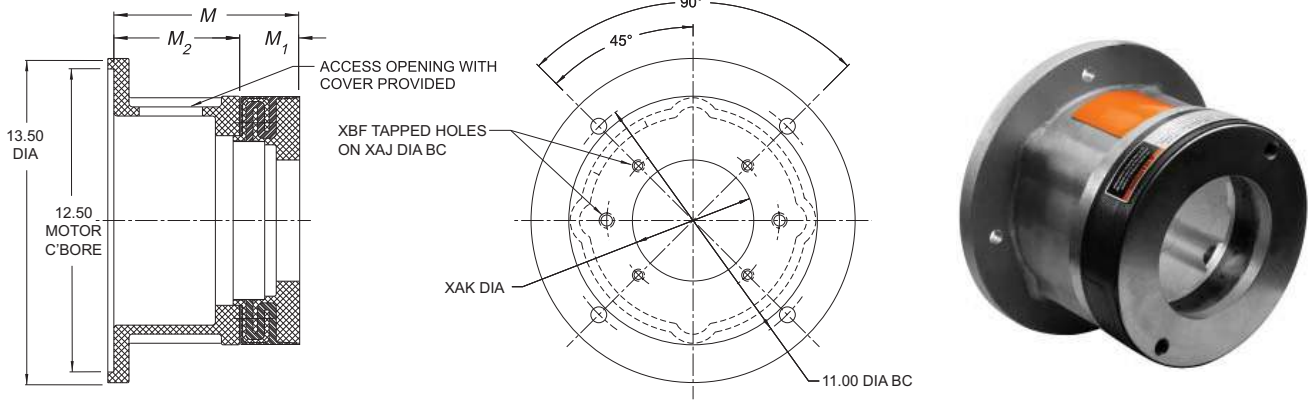 M
M2
M1
ACCESS OPENING WITH
COVER PROVIDED
13.50
DIA
12.50
MOTOR
C'BORE
90°
45°
XBF TAPPED HOLES
ON XAJ DIA BC
XAK DIA
11.00 DIA BC